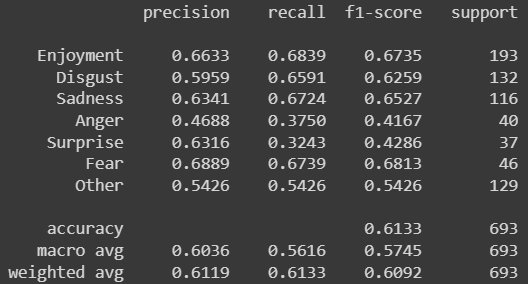 precision recall f1-score support
Enjoyment 0.6633 0.6839 0.6735 193
Disgust 0.5959 0.6591 0.6259 132
Sadness 0.6341 0.6724 0.6527 116
Anger 0.4688 0.3750 0.4167 40
Surprise 0.6316 0.3243 0.4286 37
Fear 0.6889 0.6739 0.6813 46
Other 0.5426 0.5426 0.5426 129
accuracy 0.6133 693
macro avg 0.6036 0.5616 0.5745 693
weighted avg 0.6119 0.6133 0.6092 693